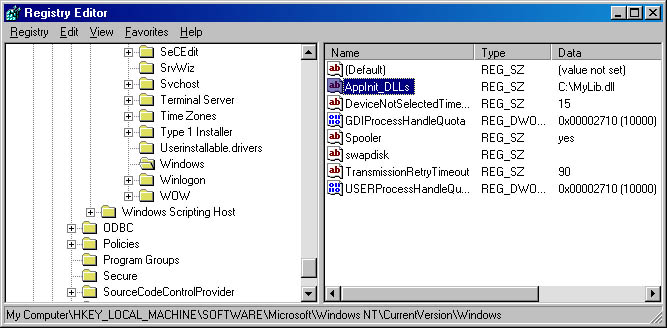 Registry Editor
Registry Edit View Favorites Help
SeCEdit
SrvWiz
Svchost
Terminal Server
Time Zones
Type 1 Installer
Userinstallable.drivers
Windows
Winlogon
WOW
Windows Scripting Host
ODBC
Policies
Program Groups
Secure
SourceCodeControlProvider
Name Type Data
(Default) REG_SZ (value not set)
AppInit_DLLs REG_SZ C:\MyLib.dll
DeviceNotSelectedTime... REG_SZ 15
GDIProcessHandleQuota REG_DWO... 0x00002710 (10000)
Spooler REG_SZ yes
swapdisk REG_SZ
TransmissionRetryTimeout REG_SZ 90
USERProcessHandleQu... REG_DWO... 0x00002710 (10000)
My Computer\HKEY_LOCAL_MACHINE\SOFTWARE\Microsoft\Windows NT\CurrentVersion\Windows